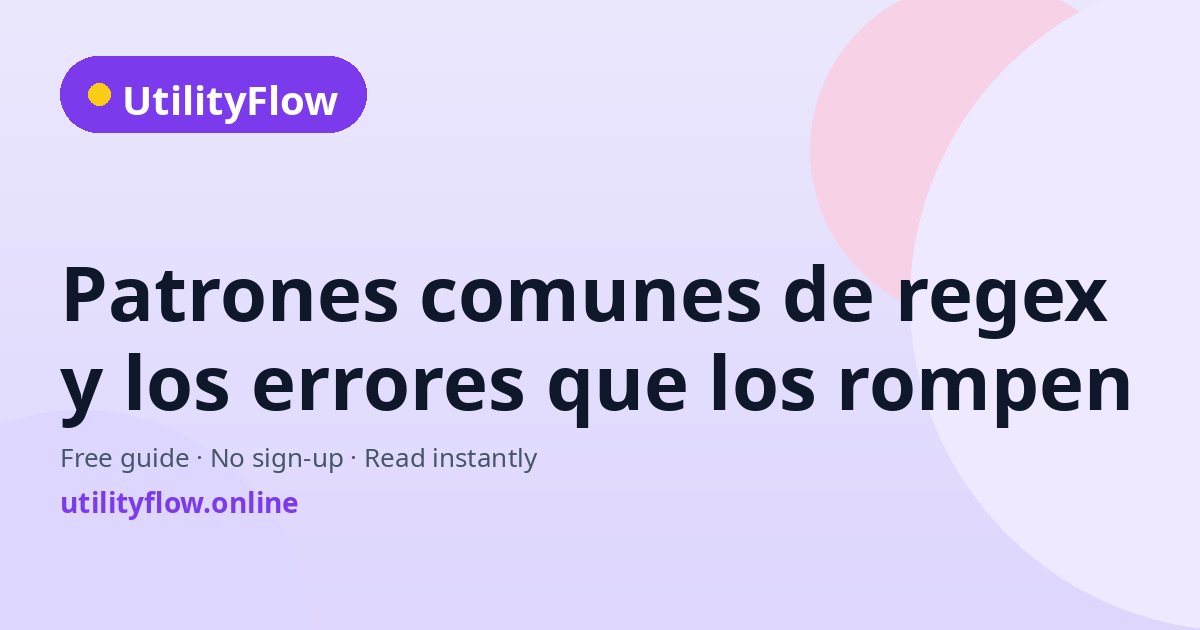 UtilityFlow
Patrones comunes de regex
y los errores que los rompen
Free guide · No sign-up · Read instantly
utilityflow.online